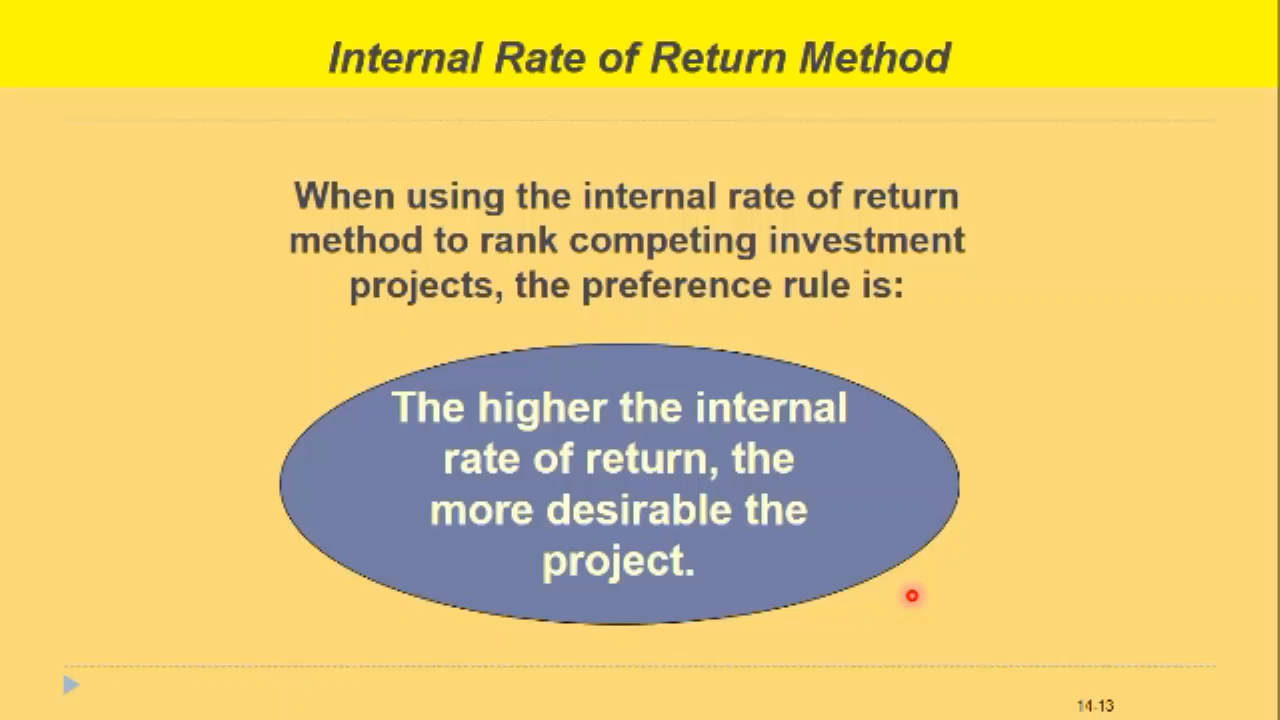 Internal Rate of Return Method
When using the internal rate of return
method to rank competing investment
projects, the preference rule is:
The higher the internal
rate of return, the
more desirable the
project.
14-13